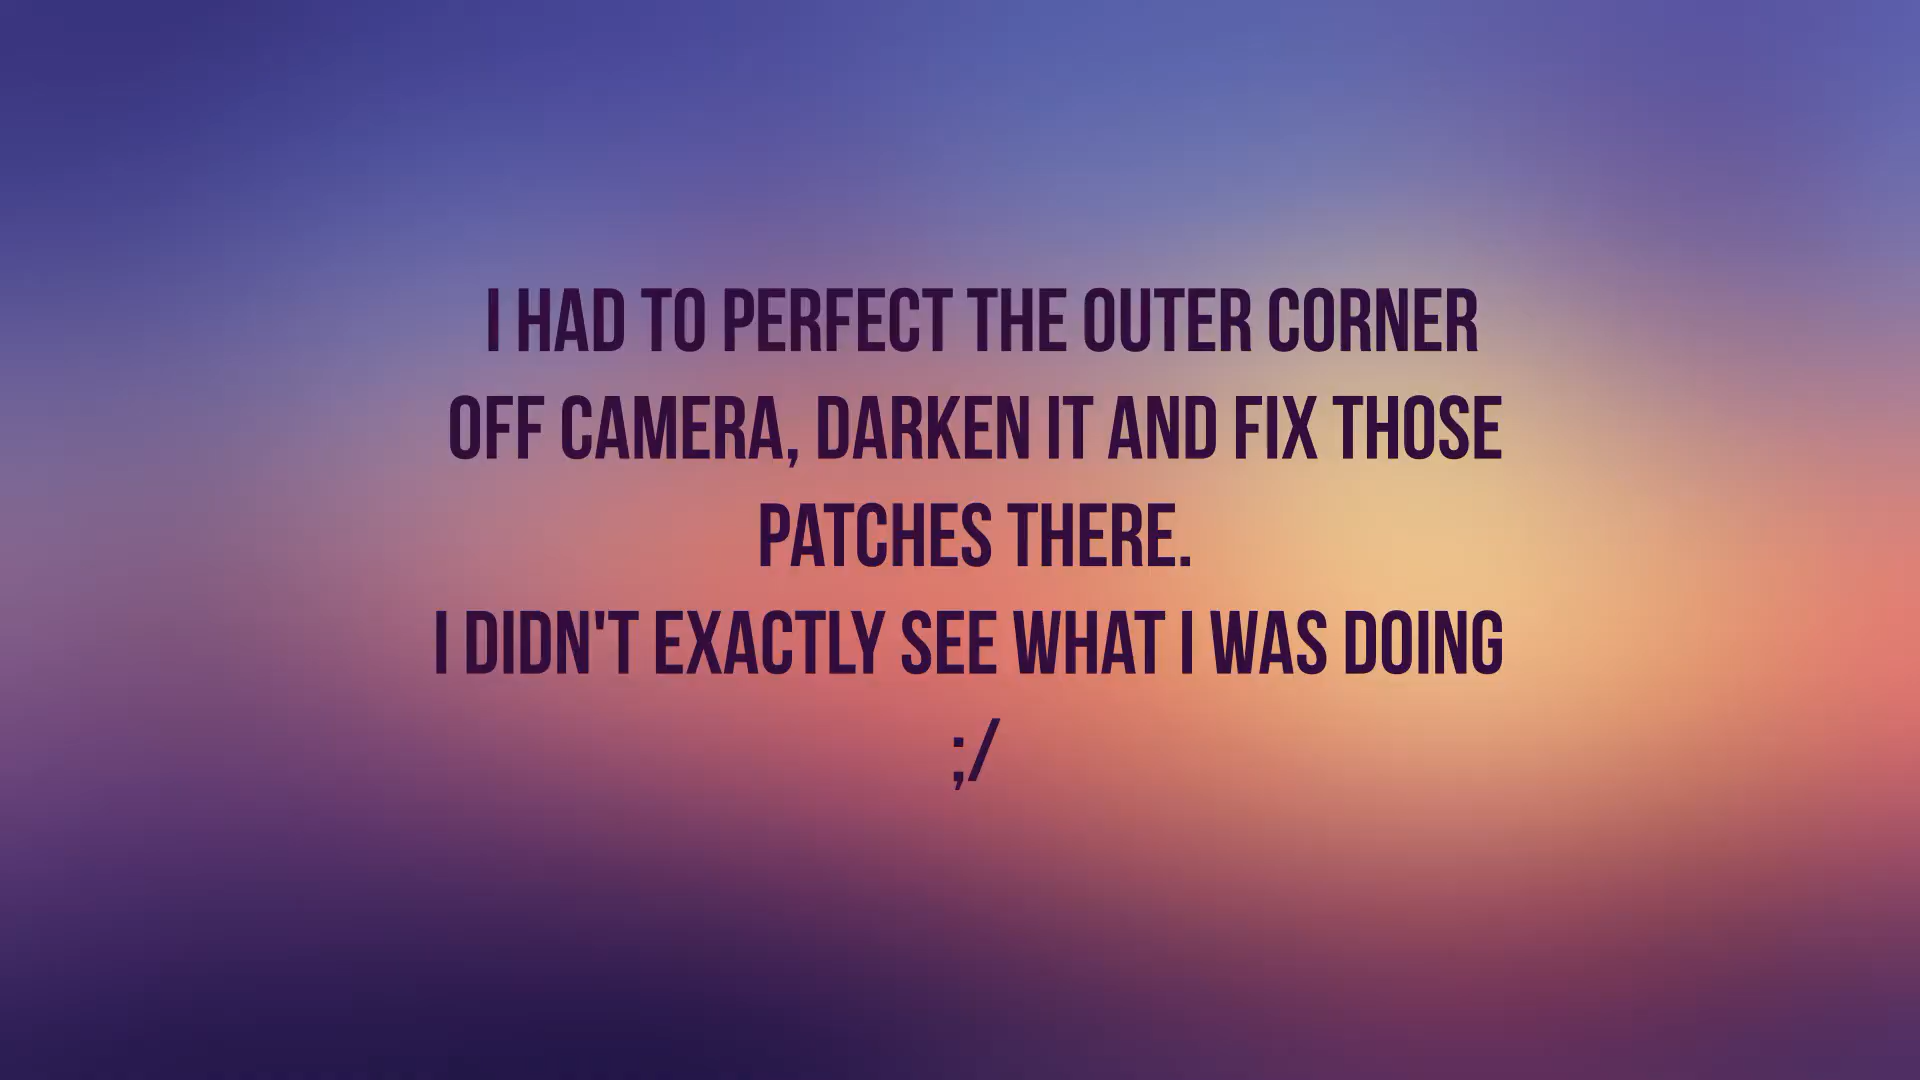 I HAD TO PERFECT THE OUTER CORNER
OFF CAMERA, DARKEN IT AND FIX THOSE
PATCHES THERE.
I DIDN'T EXACTLY SEE WHAT I WAS DOING
;/